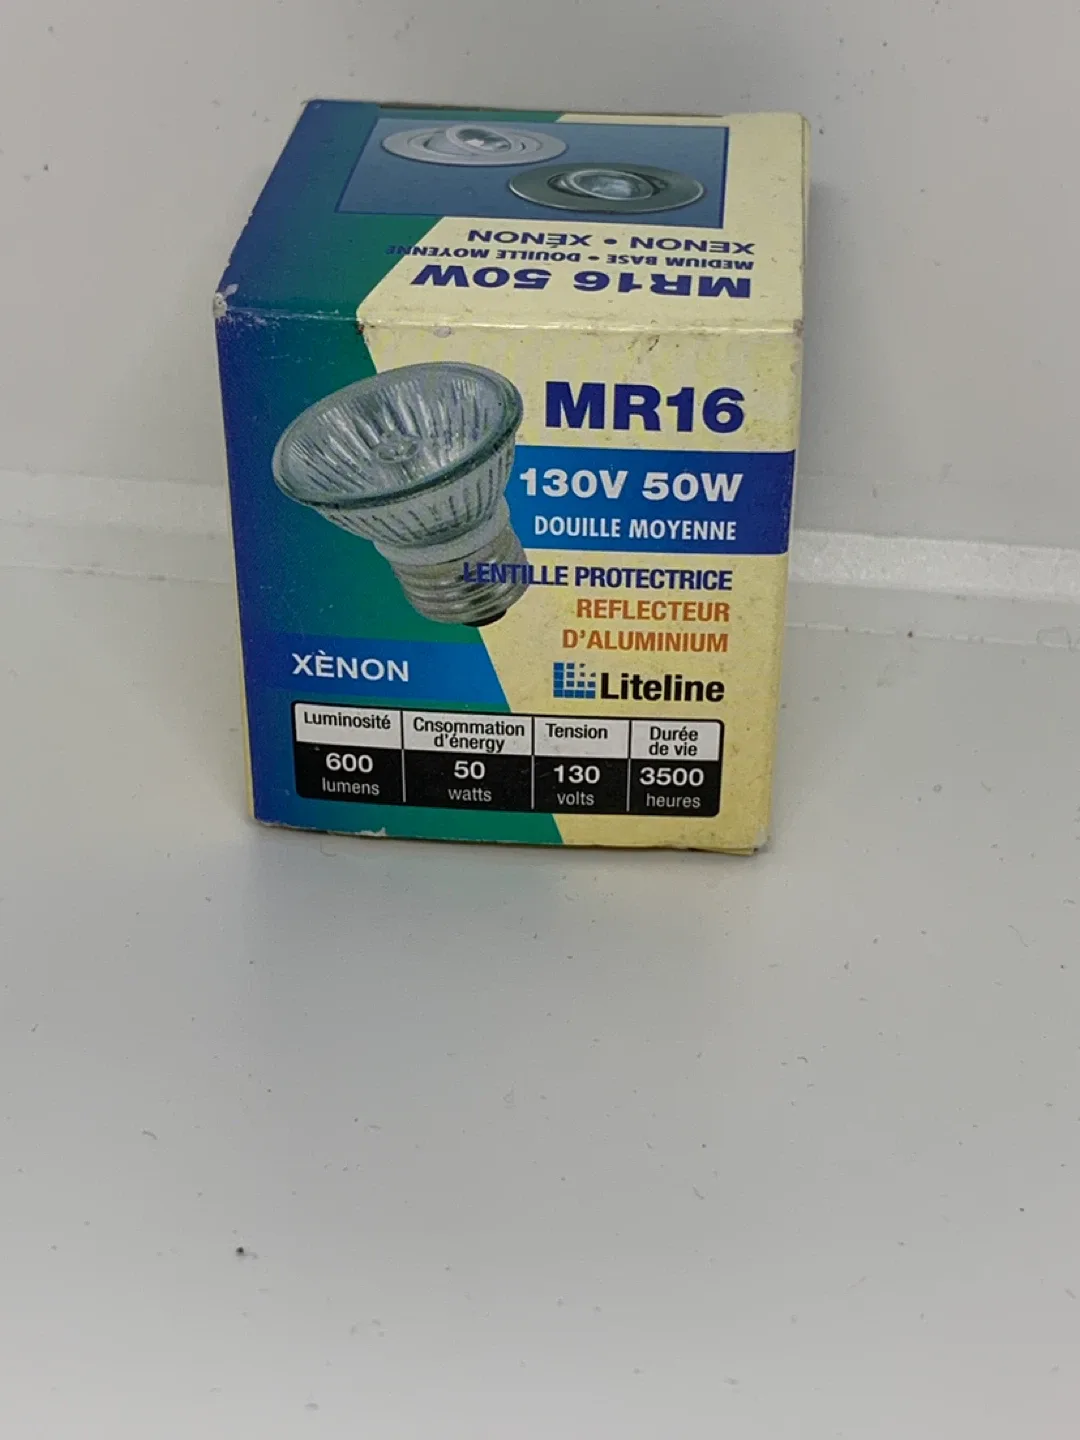 XENON • XÉNON
MEDIUM BASE • DOUILLE MOYENNE
MR16 50W
MR16
130V 50W
DOUILLE MOYENNE
LENTILLE PROTECTRICE
REFLECTEUR
D'ALUMINIUM
XÈNON
Liteline
Luminosité
600
lumens
Cnsommation
d'énergy
50
watts
Tension
130
volts
Durée
de vie
3500
heures